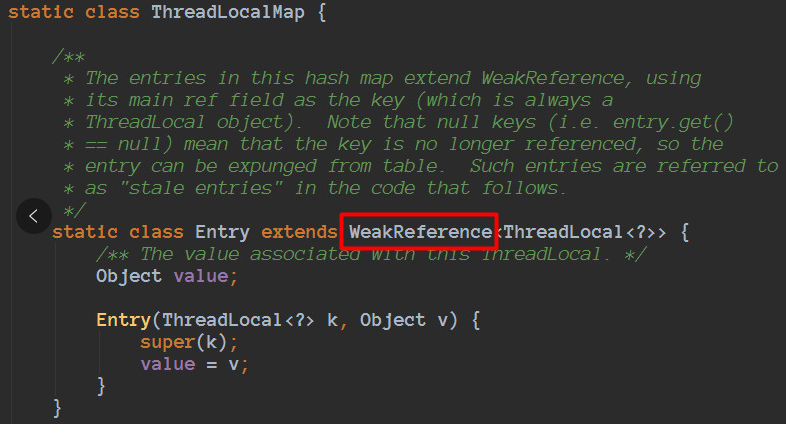 static class ThreadLocalMap {
/**
* The entries in this hash map extend WeakReference, using
* its main ref field as the key (which is always a
* ThreadLocal object).  Note that null keys (i.e. entry.get()
* == null) mean that the key is no longer referenced, so the
* entry can be expunged from table.  Such entries are referred to
* as "stale entries" in the code that follows.
*/
static class Entry extends WeakReference<ThreadLocal<?>> {
/** The value associated with this ThreadLocal. */
Object value;
Entry(ThreadLocal<?> k, Object v) {
super(k);
value = v;
}
}